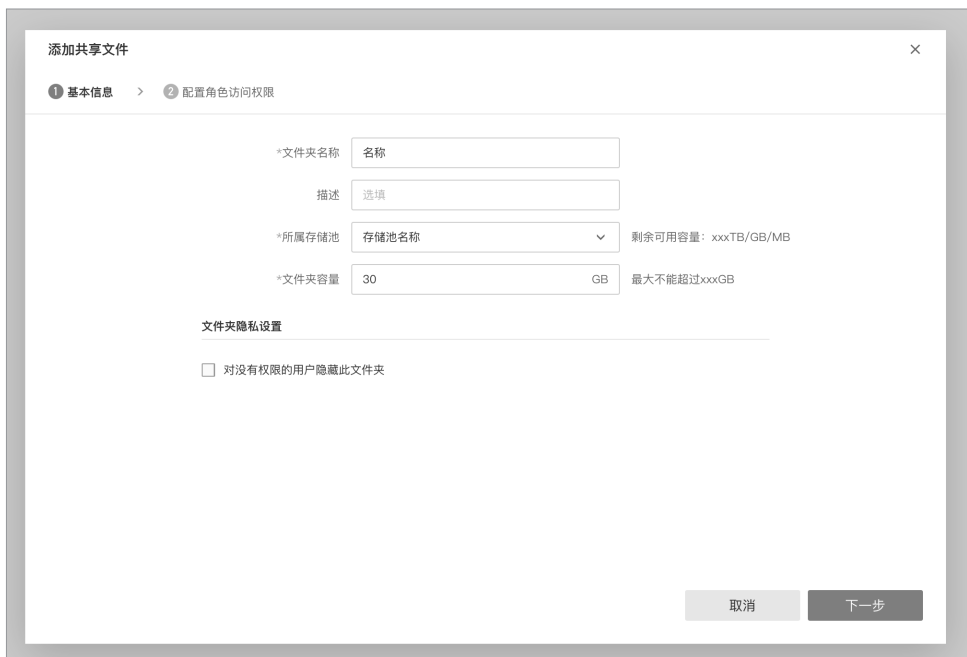 添加共享文件
1 基本信息 > 2 配置角色访问权限
*文件夹名称 名称
描述 选填
*所属存储池 存储池名称 剩余可用容量：xxxTB/GB/MB
*文件夹容量 30 GB 最大不能超过xxxGB
文件夹隐私设置
对没有权限的用户隐藏此文件夹
取消 下一步